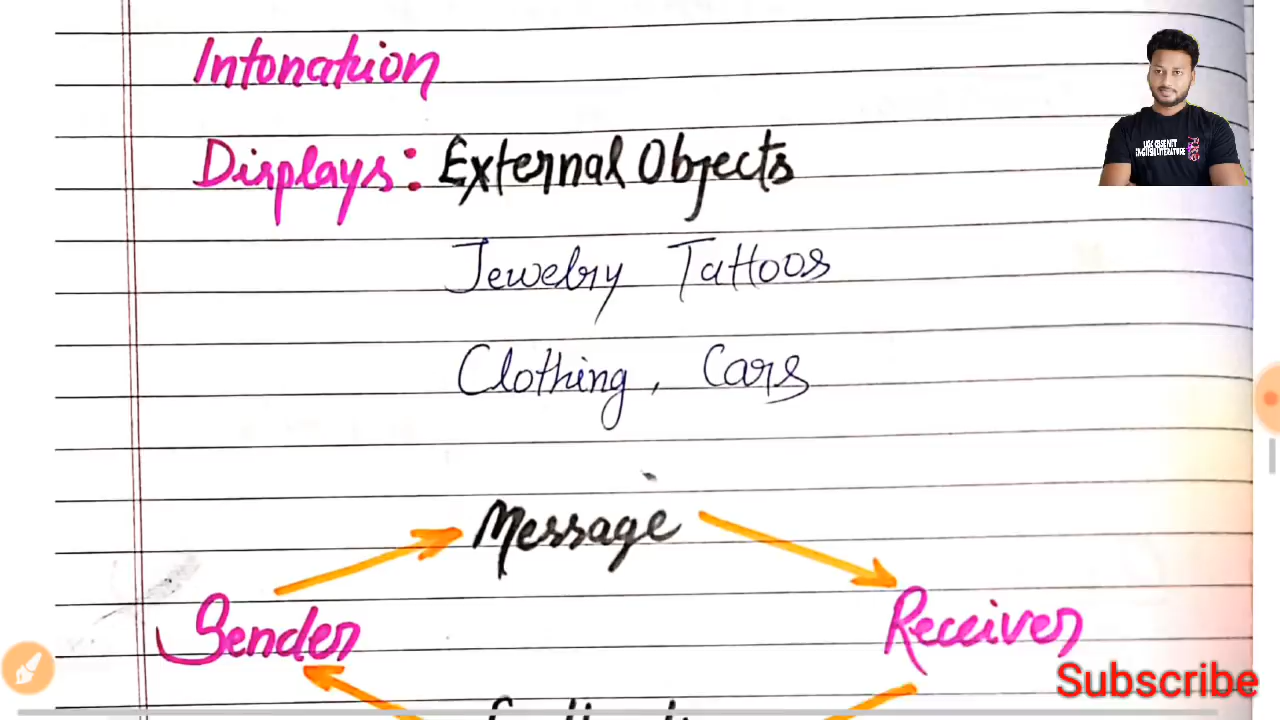 Intonation
Displays: External Objects
Jewelry Tattoos
Clothing, Cars
Message
Sender
Receiver
Subscribe